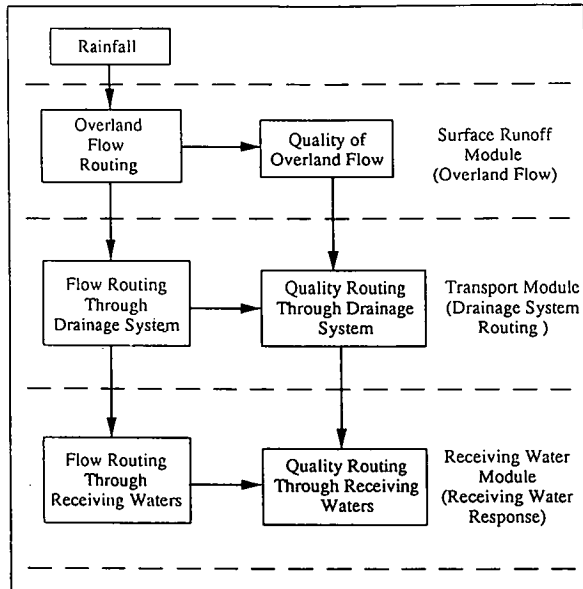 Rainfall
Overland
Flow
Routing
Quality of
Overland Flow
Surface Runoff
Module
(Overland Flow)
Flow Routing
Through
Drainage System
Quality Routing
Through Drainage
System
Transport Module
(Drainage System
Routing )
Flow Routing
Through
Receiving Waters
Quality Routing
Through Receiving
Waters
Receiving Water
Module
(Receiving Water
Response)